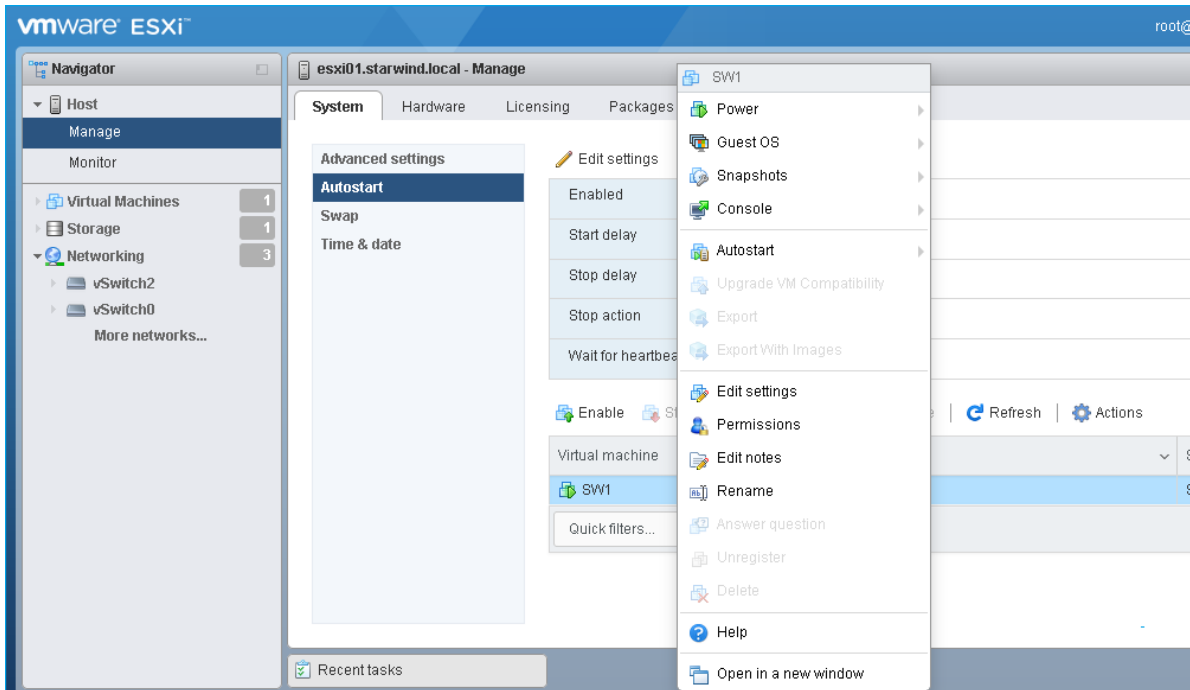 vmware ESXi™
root@
Navigator
Host
Manage
Monitor
Virtual Machines 1
Storage 1
Networking 3
vSwitch2
vSwitch0
More networks...
esxi01.starwind.local - Manage
System Hardware Licensing Packages
Advanced settings
Autostart
Swap
Time & date
Edit settings
Enabled
Start delay
Stop delay
Stop action
Wait for heartbea
Enable Refresh Actions
Virtual machine
SW1
Quick filters...
SW1
Power
Guest OS
Snapshots
Console
Autostart
Upgrade VM Compatibility
Export
Export With Images
Edit settings
Permissions
Edit notes
Rename
Answer question
Unregister
Delete
Help
Open in a new window
Recent tasks